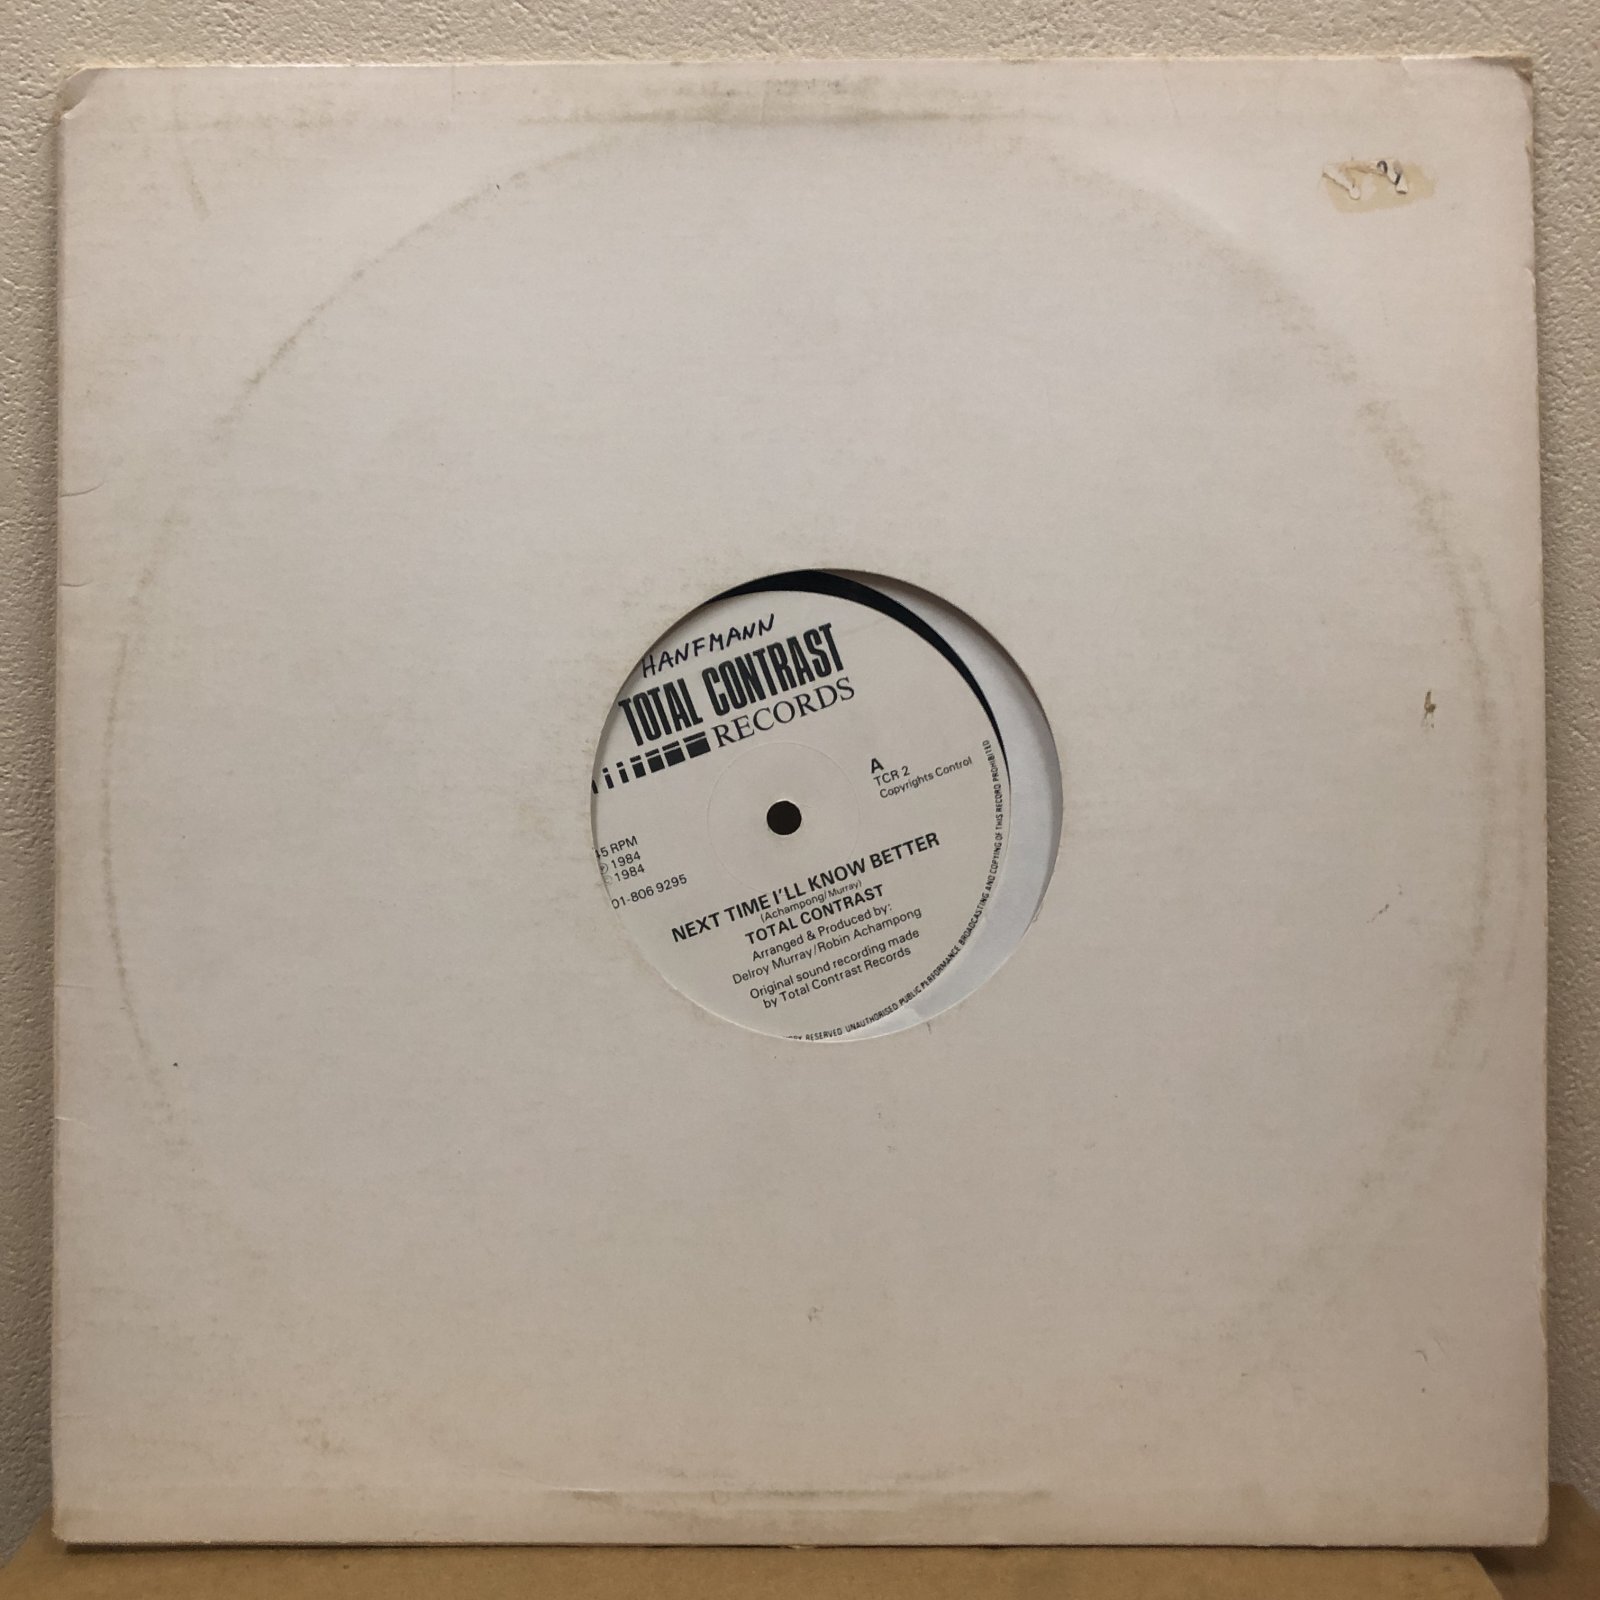 HANFMANN
TOTAL CONTRAST
RECORDS
A
TCR 2
Copyrights Control
45 RPM
℗ 1984
© 1984
01-806 9295
NEXT TIME I'LL KNOW BETTER
(Achampong/Murray)
TOTAL CONTRAST
Arranged & Produced by:
Delroy Murray/Robin Achampong
Original sound recording made
by Total Contrast Records
RESERVED UNAUTHORISED PUBLIC PERFORMANCE BROADCASTING AND COPYING OF THIS RECORD PROHIBITED